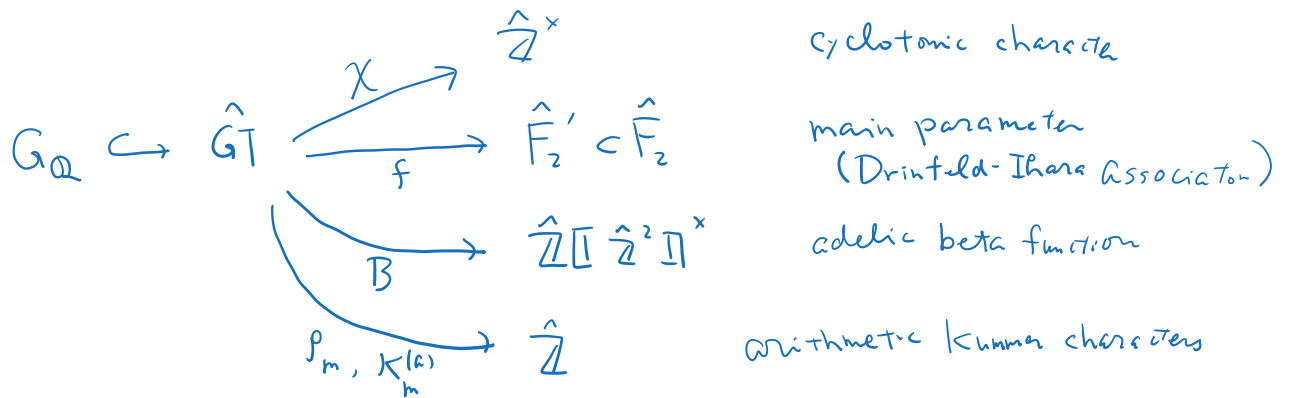 χ Ẑ^× cyclotomic character
G_ℚ ↪ ĜT f F̂₂′ ⊂ F̂₂ main parameter
(Drinfeld-Ihara associator)
B Ẑ[[Ẑ²]]^× adelic beta function
ρ_m, κ_m^(a) Ẑ arithmetic Kummer characters